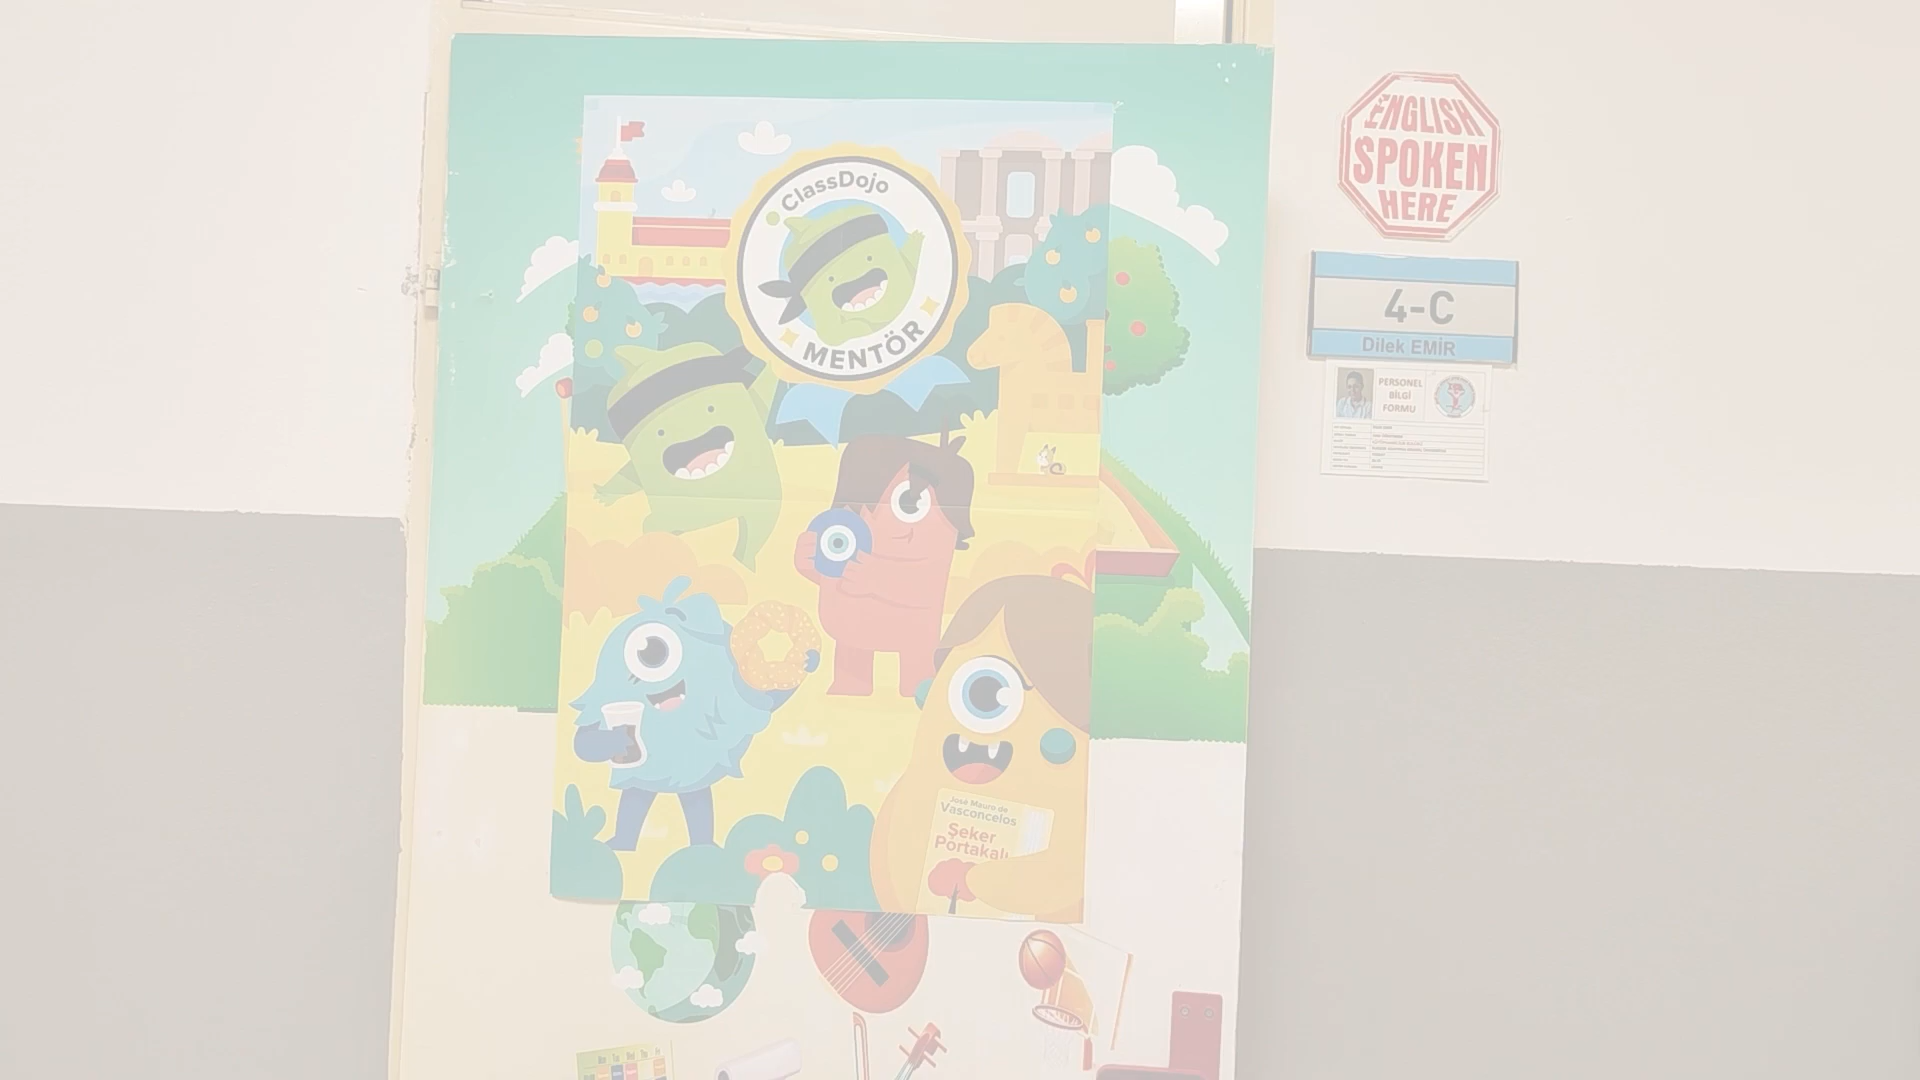 ClassDojo
MENTÖR
José Mauro de
Vasconcelos
Şeker
Portakalı
ENGLISH
SPOKEN
HERE
4-C
Dilek EMİR
PERSONEL
BİLGİ
FORMU